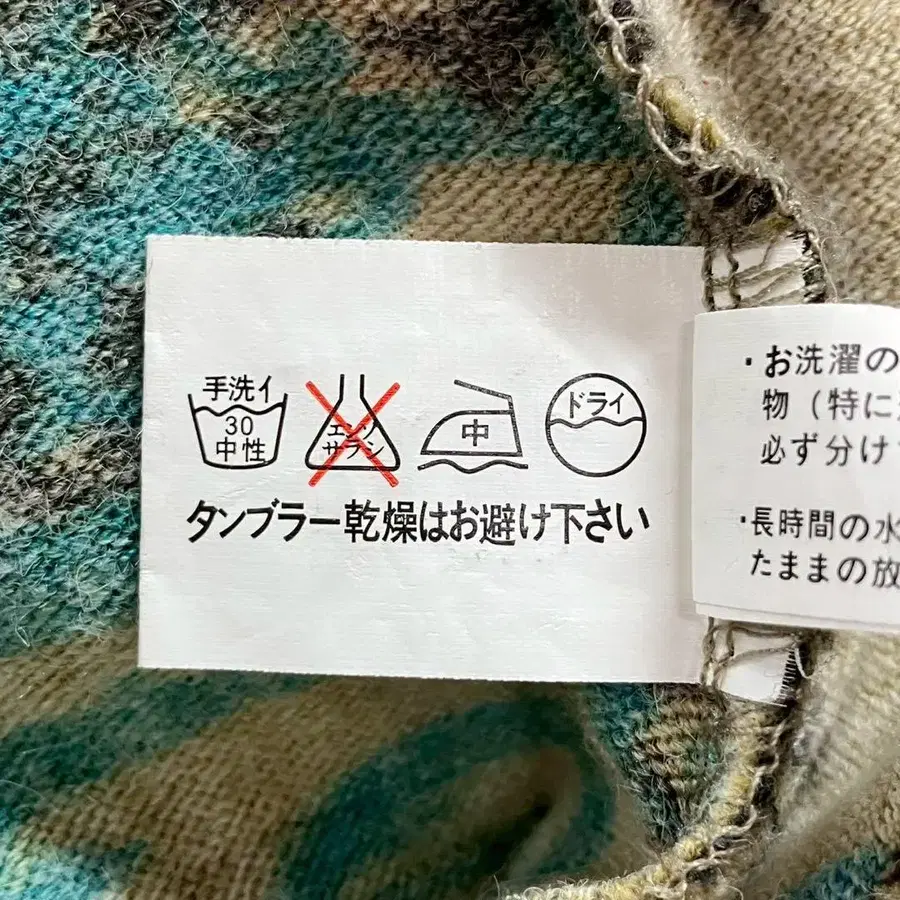 手洗イ
30
中性
エンソ
サラシ
中
ドライ
タンブラー乾燥はお避け下さい
・お洗濯の
物（特に
必ず分け
・長時間の水
たままの放